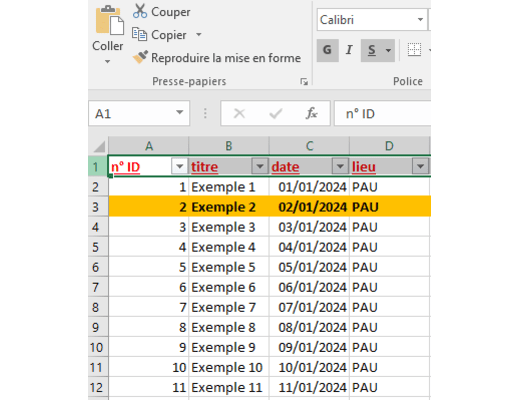 Couper
Calibri
Copier
Coller
Reproduire la mise en forme
G I S
Presse-papiers
Police
A1
fx
n° ID
A B C D
1 n° ID titre date lieu
2 1 Exemple 1 01/01/2024 PAU
3 2 Exemple 2 02/01/2024 PAU
4 3 Exemple 3 03/01/2024 PAU
5 4 Exemple 4 04/01/2024 PAU
6 5 Exemple 5 05/01/2024 PAU
7 6 Exemple 6 06/01/2024 PAU
8 7 Exemple 7 07/01/2024 PAU
9 8 Exemple 8 08/01/2024 PAU
10 9 Exemple 9 09/01/2024 PAU
11 10 Exemple 10 10/01/2024 PAU
12 11 Exemple 11 11/01/2024 PAU